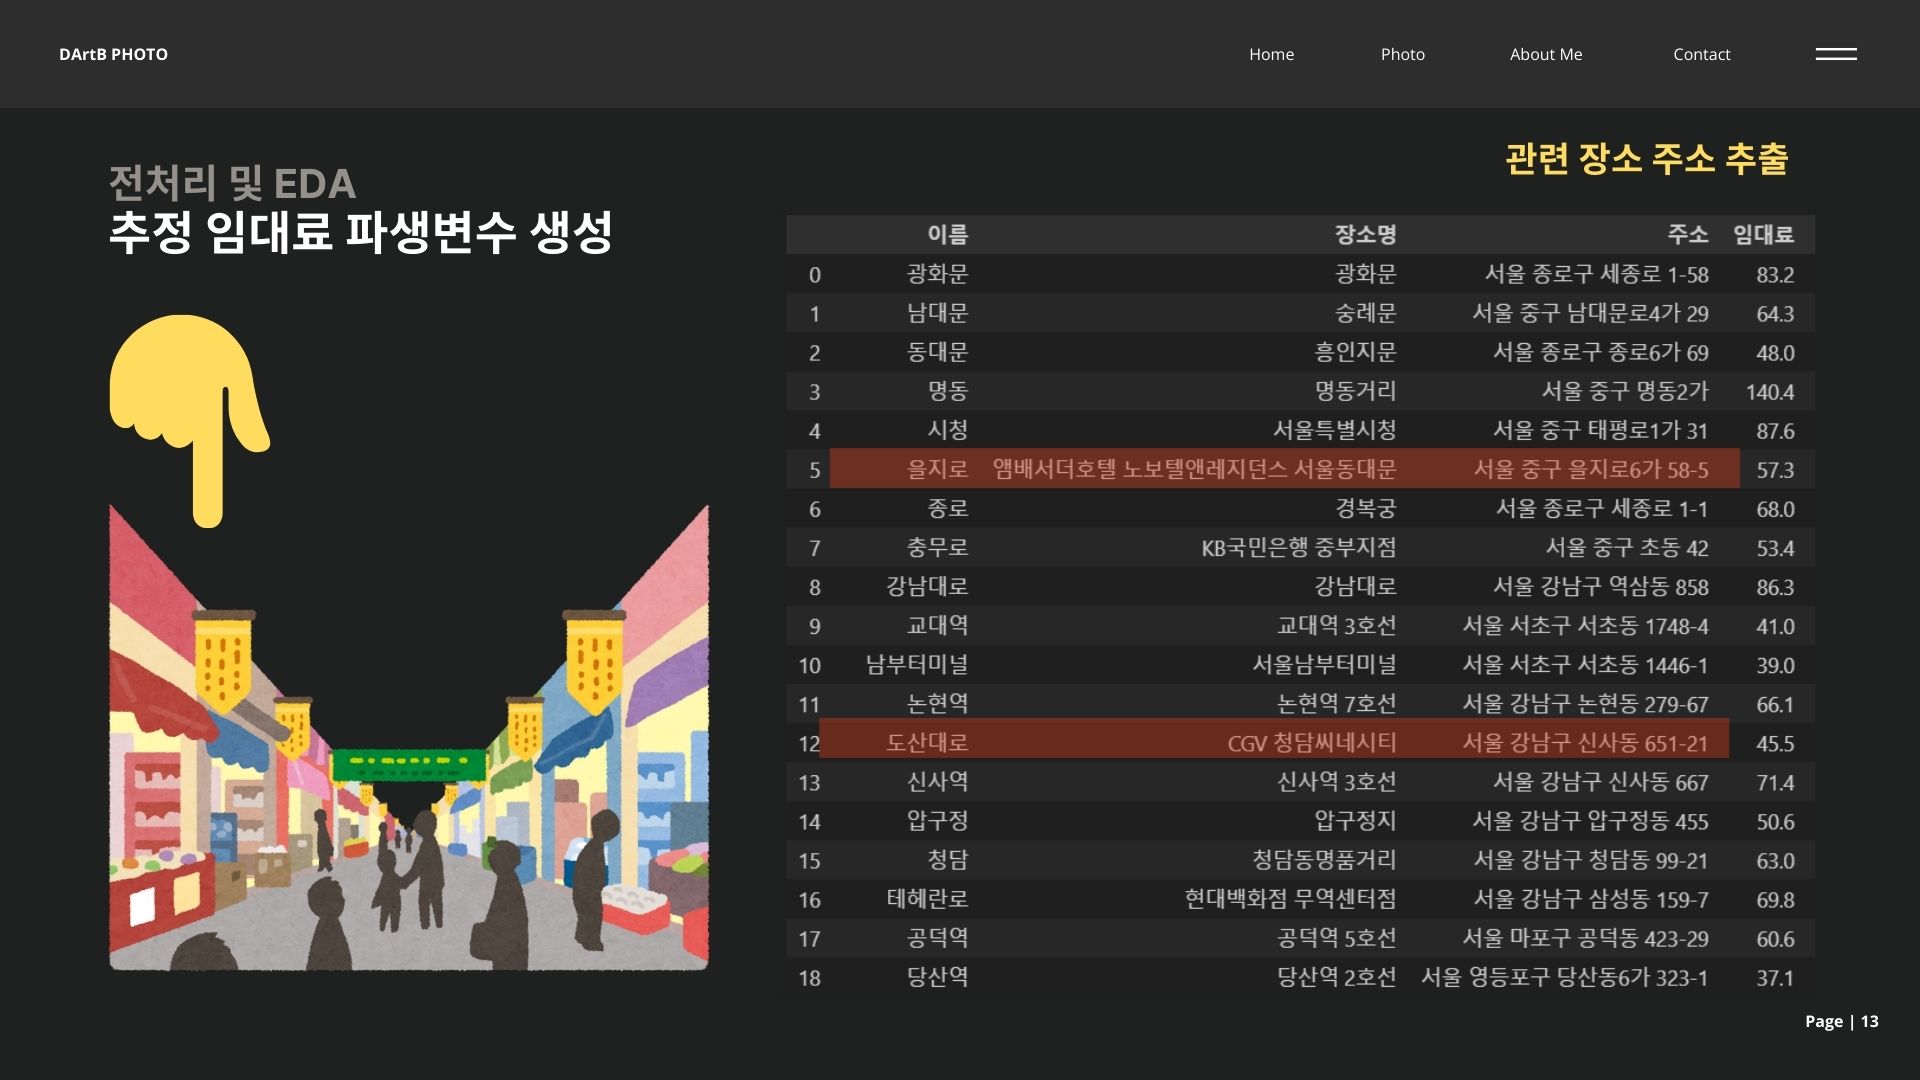 DArtB PHOTO
Home
Photo
About Me
Contact
관련 장소 주소 추출
전처리 및 EDA
추정 임대료 파생변수 생성
이름 장소명 주소 임대료
0 광화문 광화문 서울 종로구 세종로 1-58 83.2
1 남대문 숭례문 서울 중구 남대문로4가 29 64.3
2 동대문 흥인지문 서울 종로구 종로6가 69 48.0
3 명동 명동거리 서울 중구 명동2가 140.4
4 시청 서울특별시청 서울 중구 태평로1가 31 87.6
5 을지로 앰배서더호텔 노보텔앤레지던스 서울동대문 서울 중구 을지로6가 58-5 57.3
6 종로 경복궁 서울 종로구 세종로 1-1 68.0
7 충무로 KB국민은행 중부지점 서울 중구 초동 42 53.4
8 강남대로 강남대로 서울 강남구 역삼동 858 86.3
9 교대역 교대역 3호선 서울 서초구 서초동 1748-4 41.0
10 남부터미널 서울남부터미널 서울 서초구 서초동 1446-1 39.0
11 논현역 논현역 7호선 서울 강남구 논현동 279-67 66.1
12 도산대로 CGV 청담씨네시티 서울 강남구 신사동 651-21 45.5
13 신사역 신사역 3호선 서울 강남구 신사동 667 71.4
14 압구정 압구정지 서울 강남구 압구정동 455 50.6
15 청담 청담동명품거리 서울 강남구 청담동 99-21 63.0
16 테헤란로 현대백화점 무역센터점 서울 강남구 삼성동 159-7 69.8
17 공덕역 공덕역 5호선 서울 마포구 공덕동 423-29 60.6
18 당산역 당산역 2호선 서울 영등포구 당산동6가 323-1 37.1
Page | 13